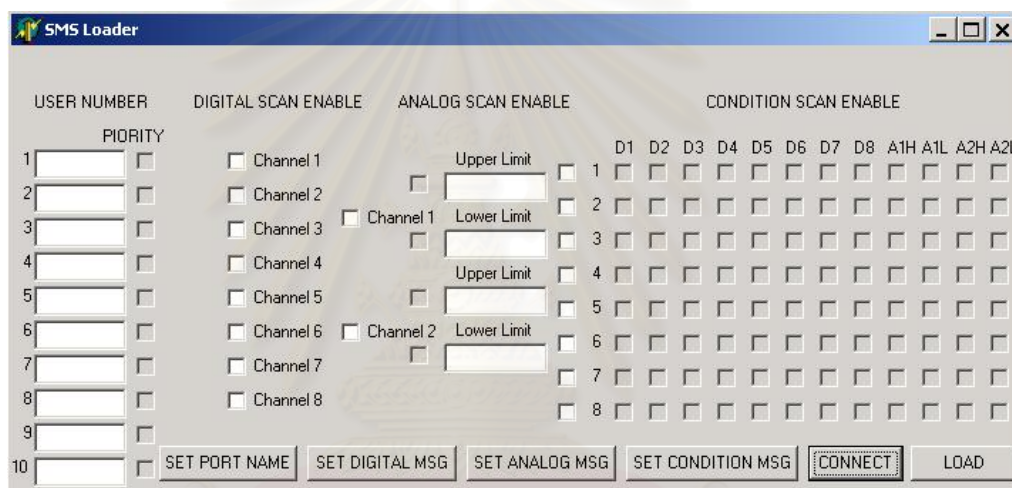 SMS Loader
USER NUMBER DIGITAL SCAN ENABLE ANALOG SCAN ENABLE CONDITION SCAN ENABLE
PIORITY
D1 D2 D3 D4 D5 D6 D7 D8 A1H A1L A2H A2L
1
2
3
4
5
6
7
8
9
10
Channel 1
Channel 2
Channel 3
Channel 4
Channel 5
Channel 6
Channel 7
Channel 8
Channel 1
Upper Limit
Lower Limit
Channel 2
Upper Limit
Lower Limit
1
2
3
4
5
6
7
8
SET PORT NAME SET DIGITAL MSG SET ANALOG MSG SET CONDITION MSG CONNECT LOAD